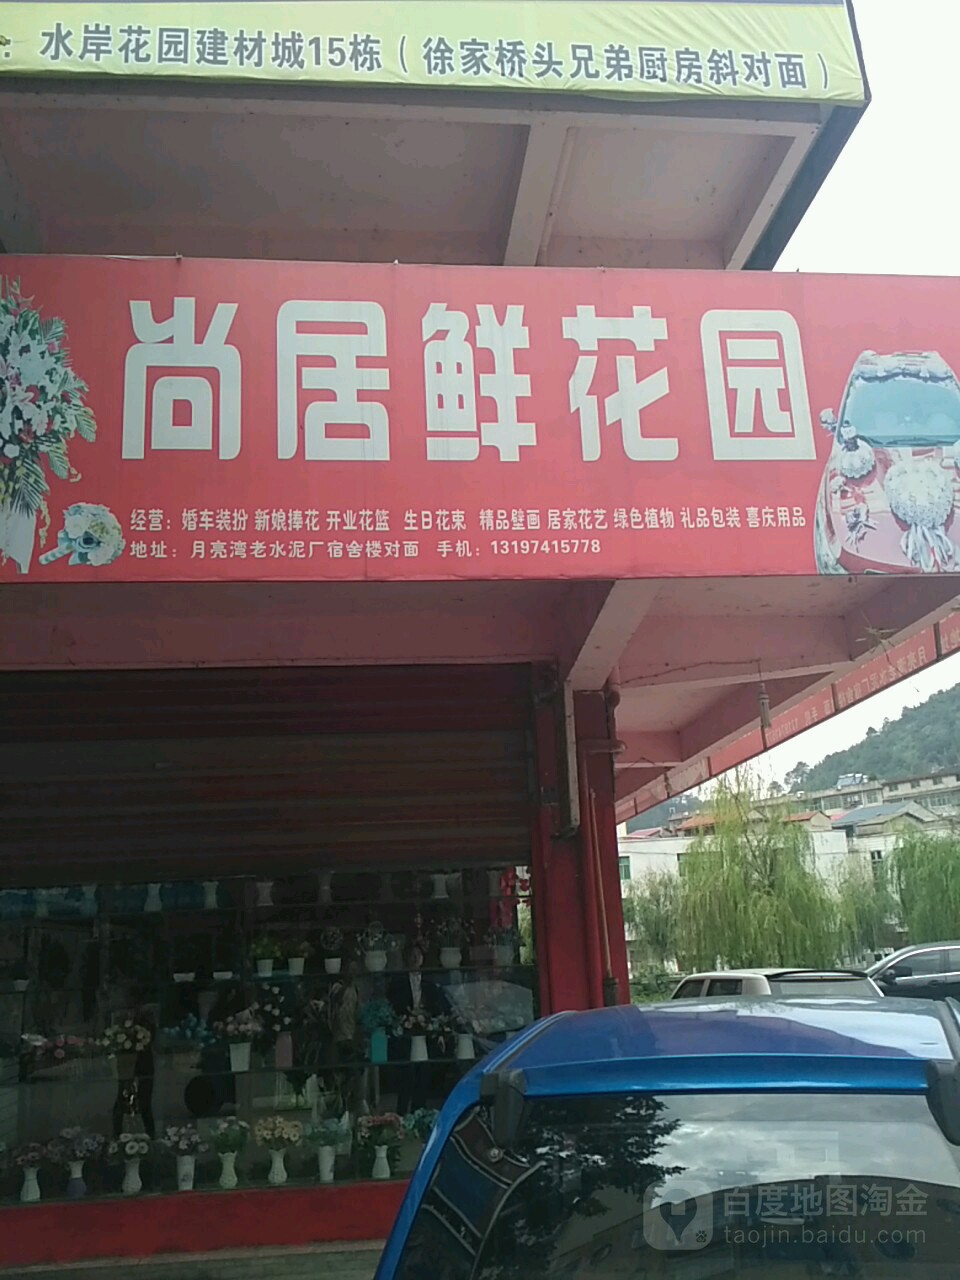 ：水岸花园建材城15栋（徐家桥头兄弟厨房斜对面）
尚居鲜花园
经营：婚车装扮 新娘捧花 开业花篮 生日花束 精品壁画 居家花艺 绿色植物 礼品包装 喜庆用品
地址：月亮湾老水泥厂宿舍楼对面 手机：13197415778
百度地图淘金
taojin.baidu.com